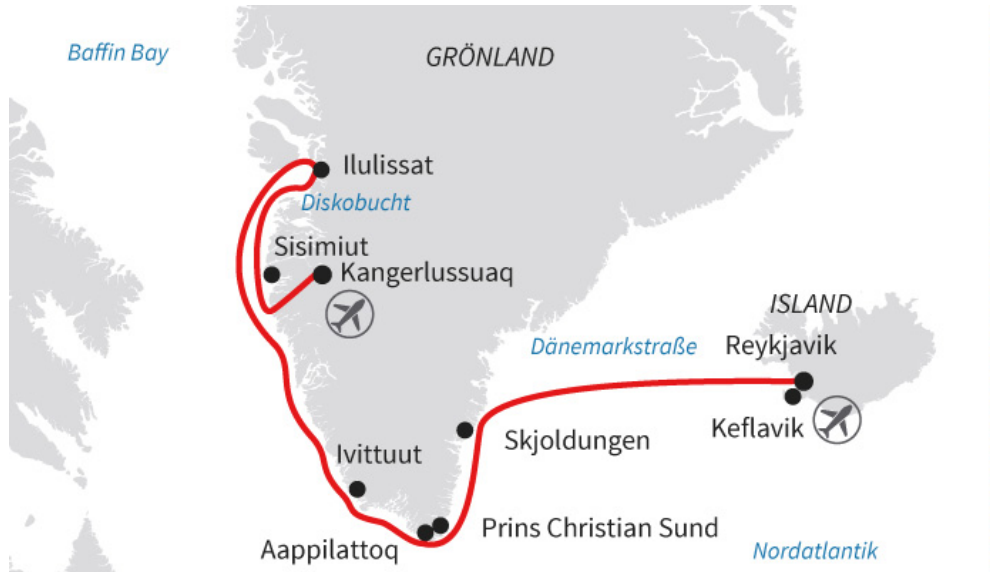 Baffin Bay
GRÖNLAND
Ilulissat
Diskobucht
Sisimiut
Kangerlussuaq
ISLAND
Dänemarkstraße
Reykjavik
Keflavik
Skjoldungen
Ivittuut
Prins Christian Sund
Aappilattoq
Nordatlantik